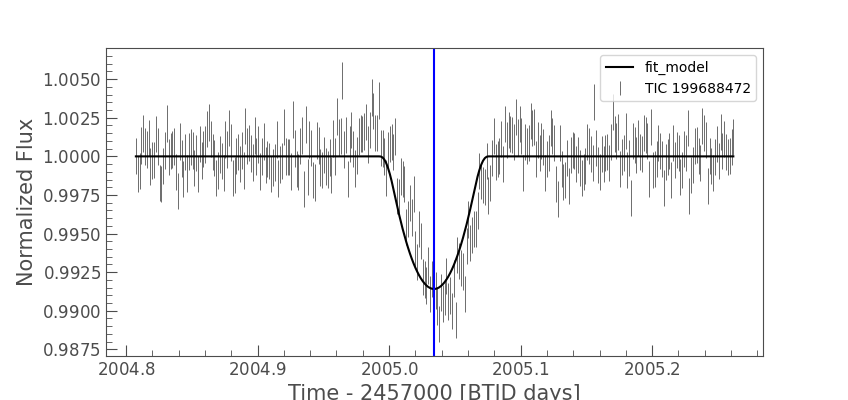 fit_model
TIC 199688472
Normalized Flux
1.0050
1.0025
1.0000
0.9975
0.9950
0.9925
0.9900
0.9875
2004.8 2004.9 2005.0 2005.1 2005.2
Time - 2457000 [BTJD days]